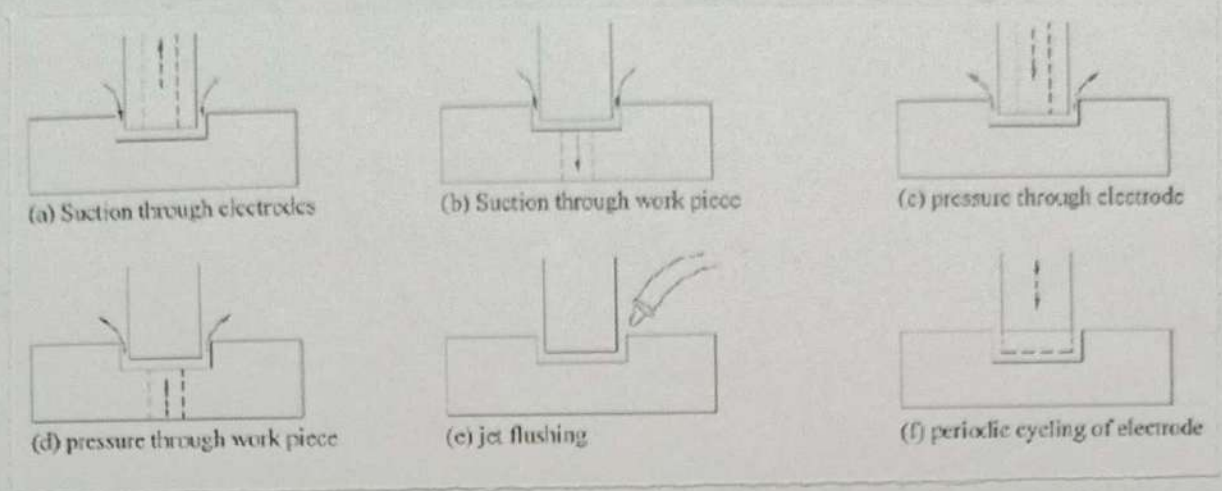 (a) Suction through electrodes
(b) Suction through work piece
(c) pressure through electrode
(d) pressure through work piece
(e) jet flushing
(f) periodic cycling of electrode